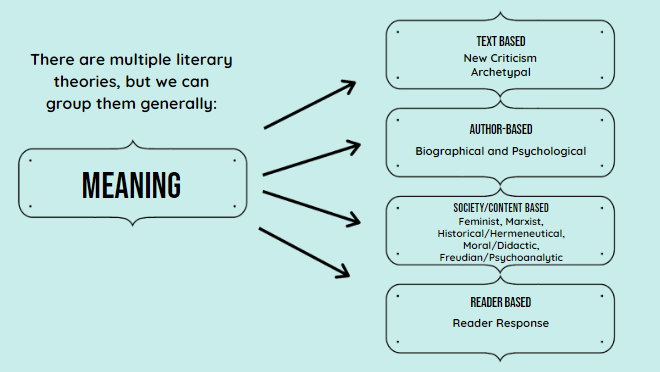 There are multiple literary
theories, but we can
group them generally:
MEANING
TEXT BASED
New Criticism
Archetypal
AUTHOR-BASED
Biographical and Psychological
SOCIETY/CONTENT BASED
Feminist, Marxist,
Historical/Hermeneutical,
Moral/Didactic,
Freudian/Psychoanalytic
READER BASED
Reader Response